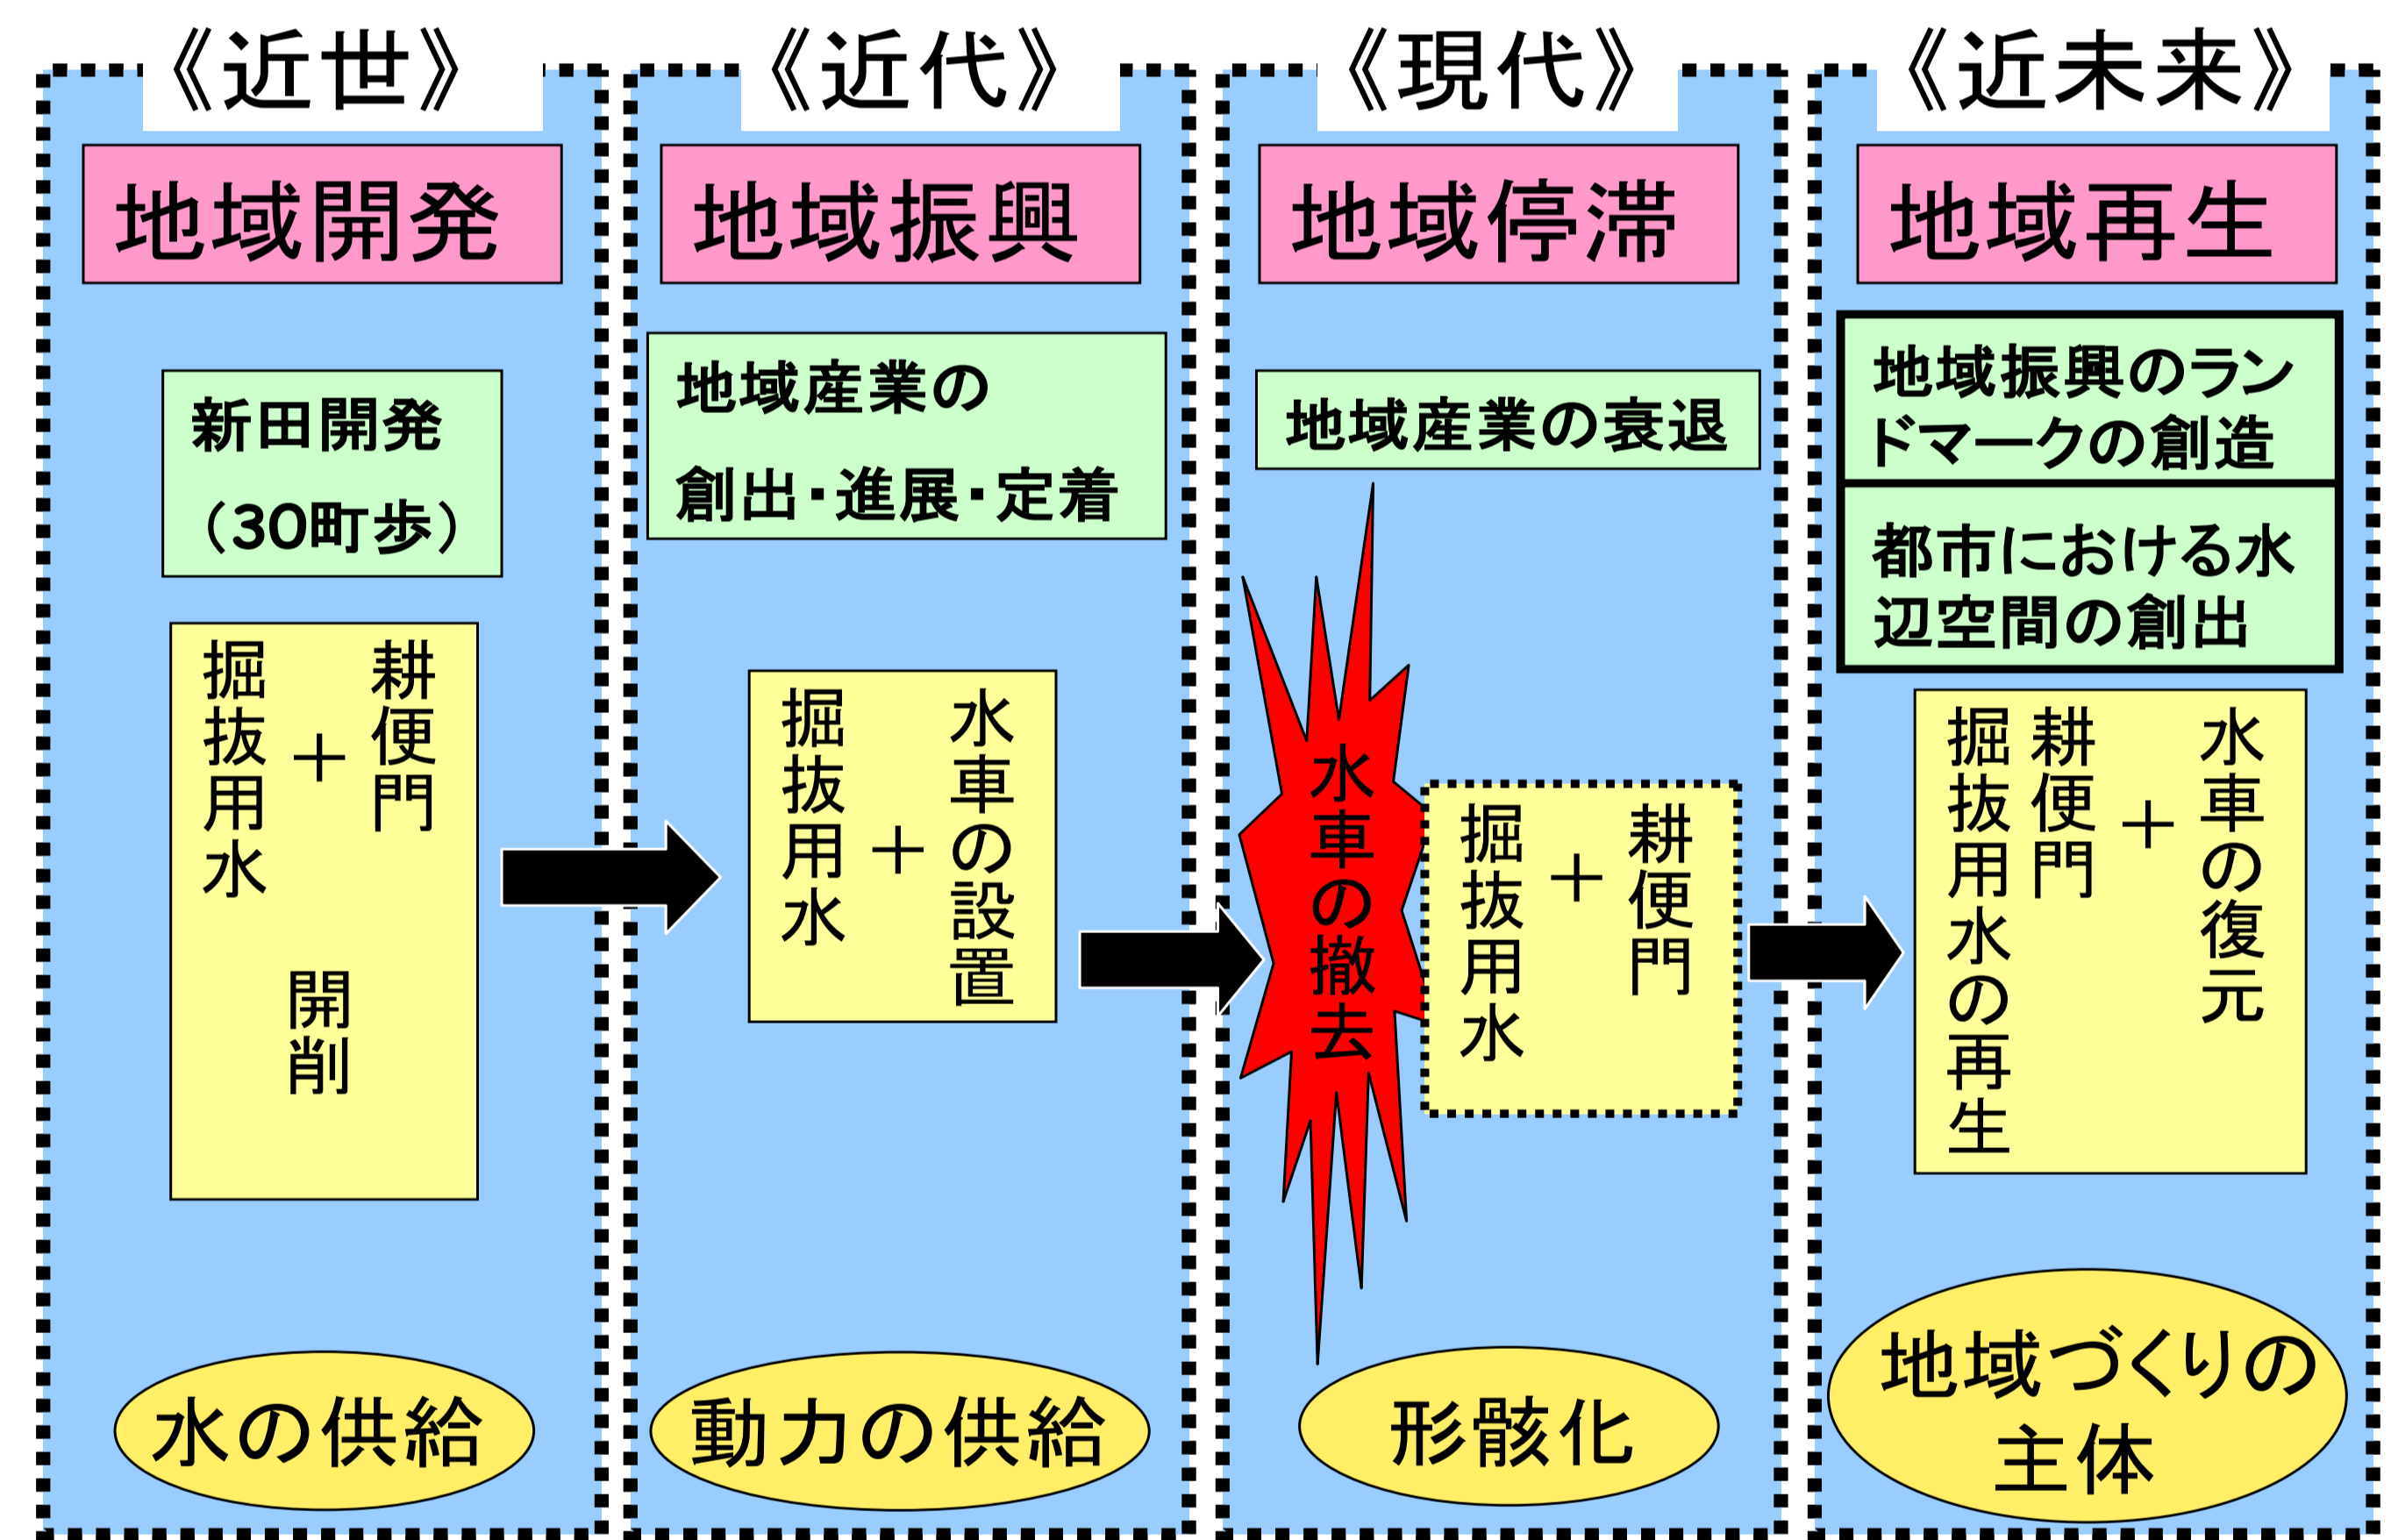 《近世》
地域開発
新田開発
（30町歩）
耕便門
＋
掘抜用水
開削
水の供給
《近代》
地域振興
地域産業の
創出・進展・定着
水車の設置
＋
掘抜用水
動力の供給
《現代》
地域停滞
地域産業の衰退
水車の撤去
耕便門
＋
掘抜用水
形骸化
《近未来》
地域再生
地域振興のラン
ドマークの創造
都市における水
辺空間の創出
水車の復元
＋
耕便門
掘抜用水の再生
地域づくりの
主体